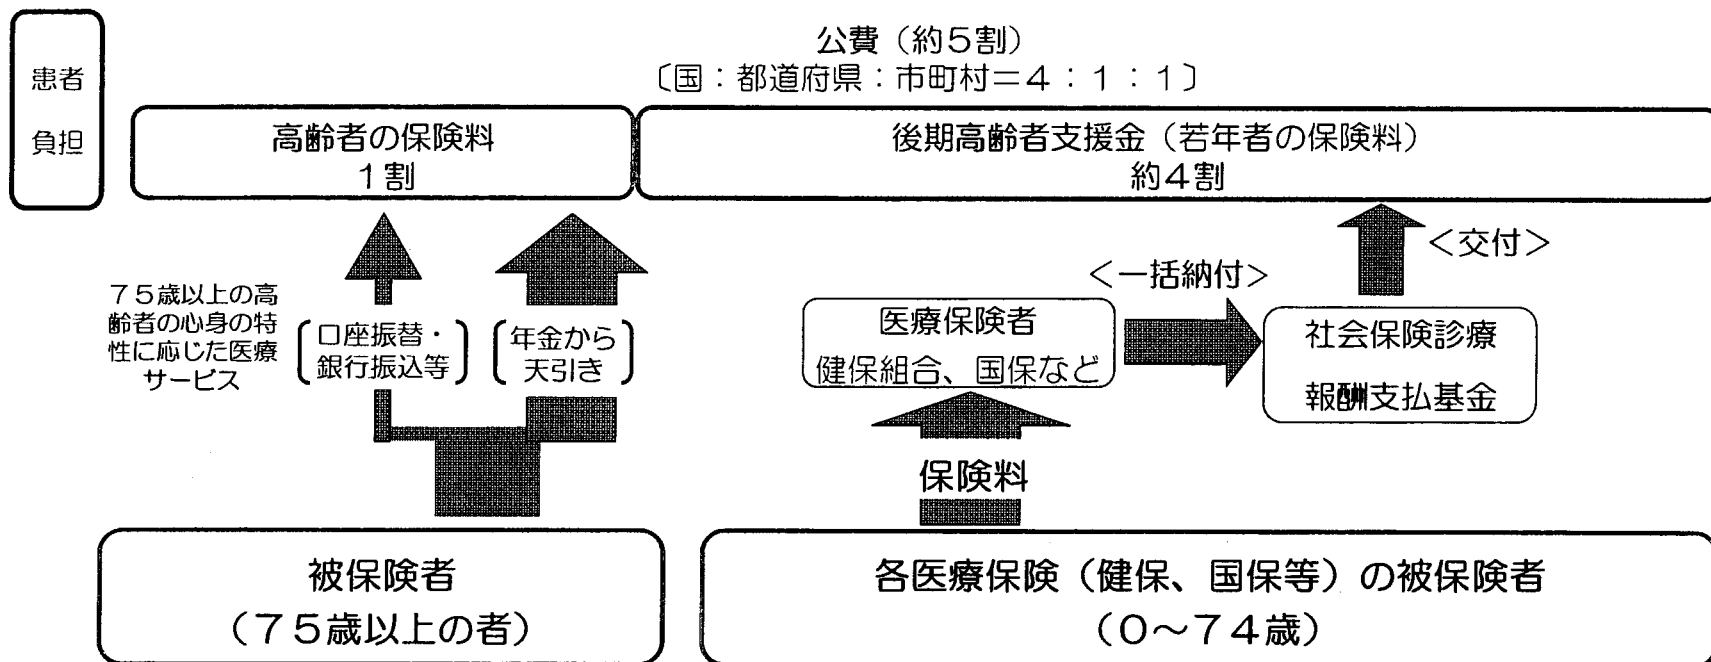 患者
負担
公費（約５割）
〔国：都道府県：市町村＝４：１：１〕
高齢者の保険料
１割
後期高齢者支援金（若年者の保険料）
約４割
＜交付＞
＜一括納付＞
７５歳以上の高
齢者の心身の特
性に応じた医療
サービス
口座振替・
銀行振込等
年金から
天引き
医療保険者
健保組合、国保など
社会保険診療
報酬支払基金
保険料
被保険者
（７５歳以上の者）
各医療保険（健保、国保等）の被保険者
（０～７４歳）